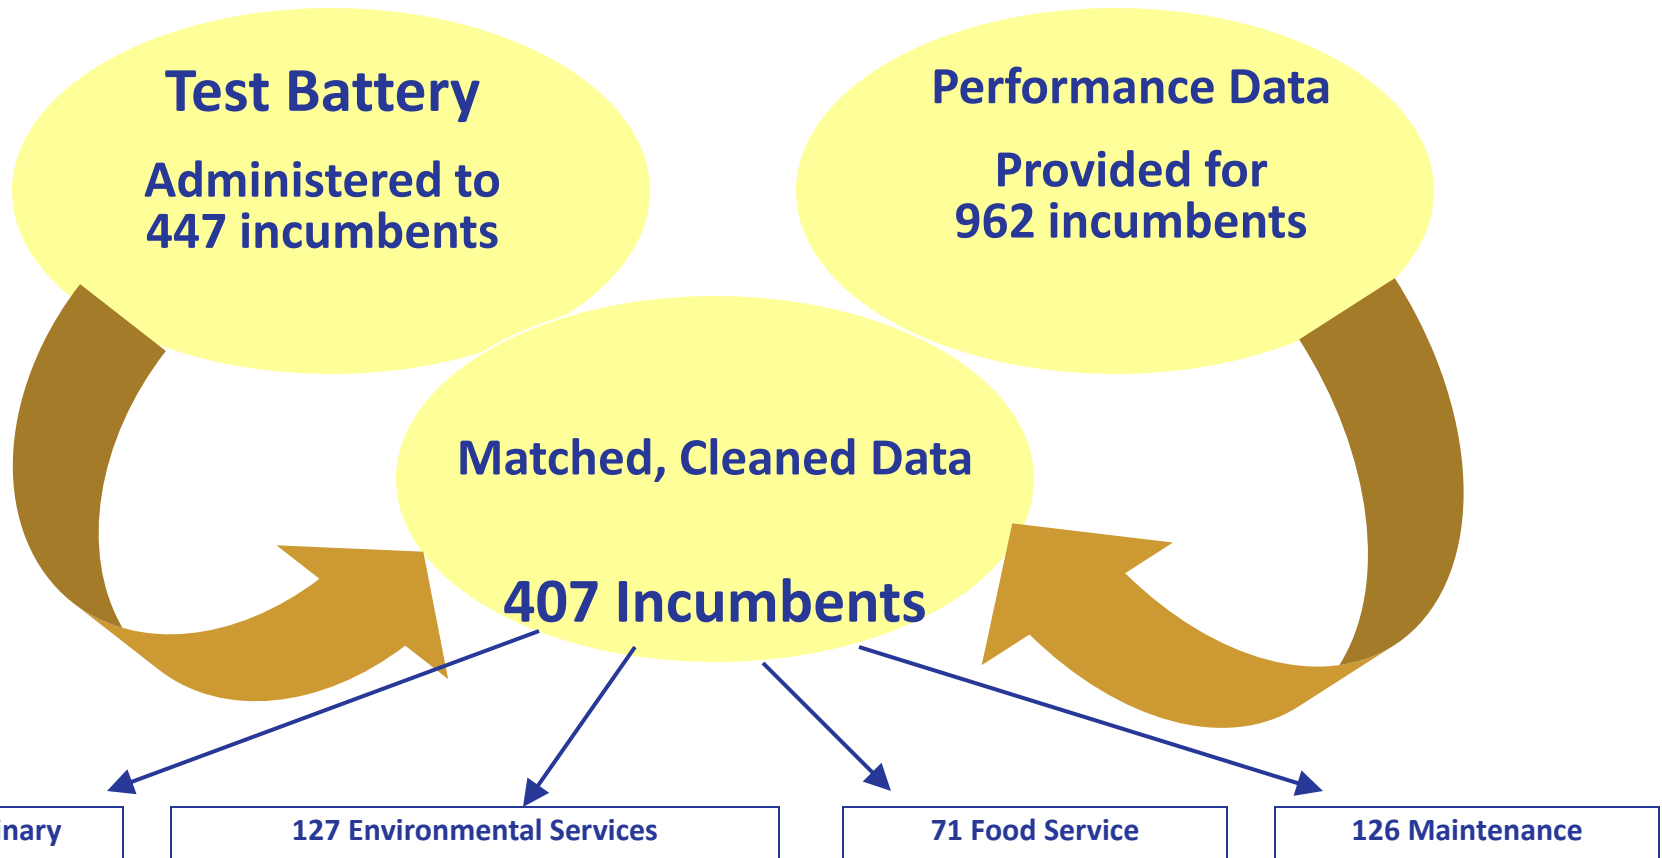 Test Battery
Administered to
447 incumbents
Performance Data
Provided for
962 incumbents
Matched, Cleaned Data
407 Incumbents
127 Environmental Services
71 Food Service
126 Maintenance